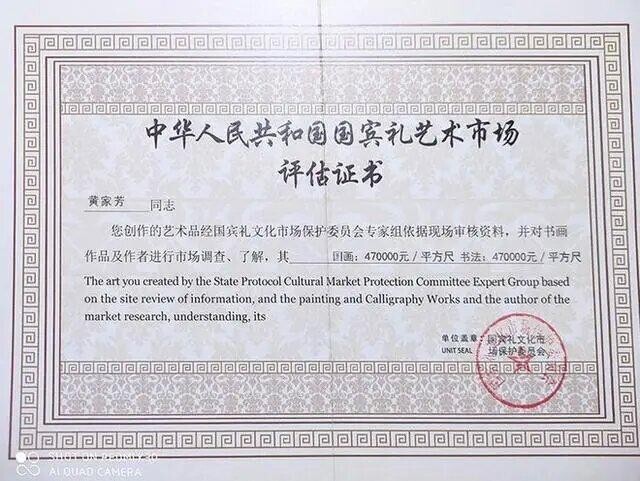 中华人民共和国国宾礼艺术市场
评估证书
黄家芳 同志
您创作的艺术品经国宾礼文化市场保护委员会专家组依据现场审核资料，并对书画
作品及作者进行市场调查、了解，其 国画：470000元/平方尺 书法：470000元/平方尺
The art you created by the State Protocol Cultural Market Protection Committee Expert Group based
on the site review of information, and the painting and Calligraphy Works and the author of the
market research, understanding, its
单位盖章： 国宾礼文化市
UNIT SEAL 场保护委员会
SHOT ON REDMI
AI QUAD CAMERA